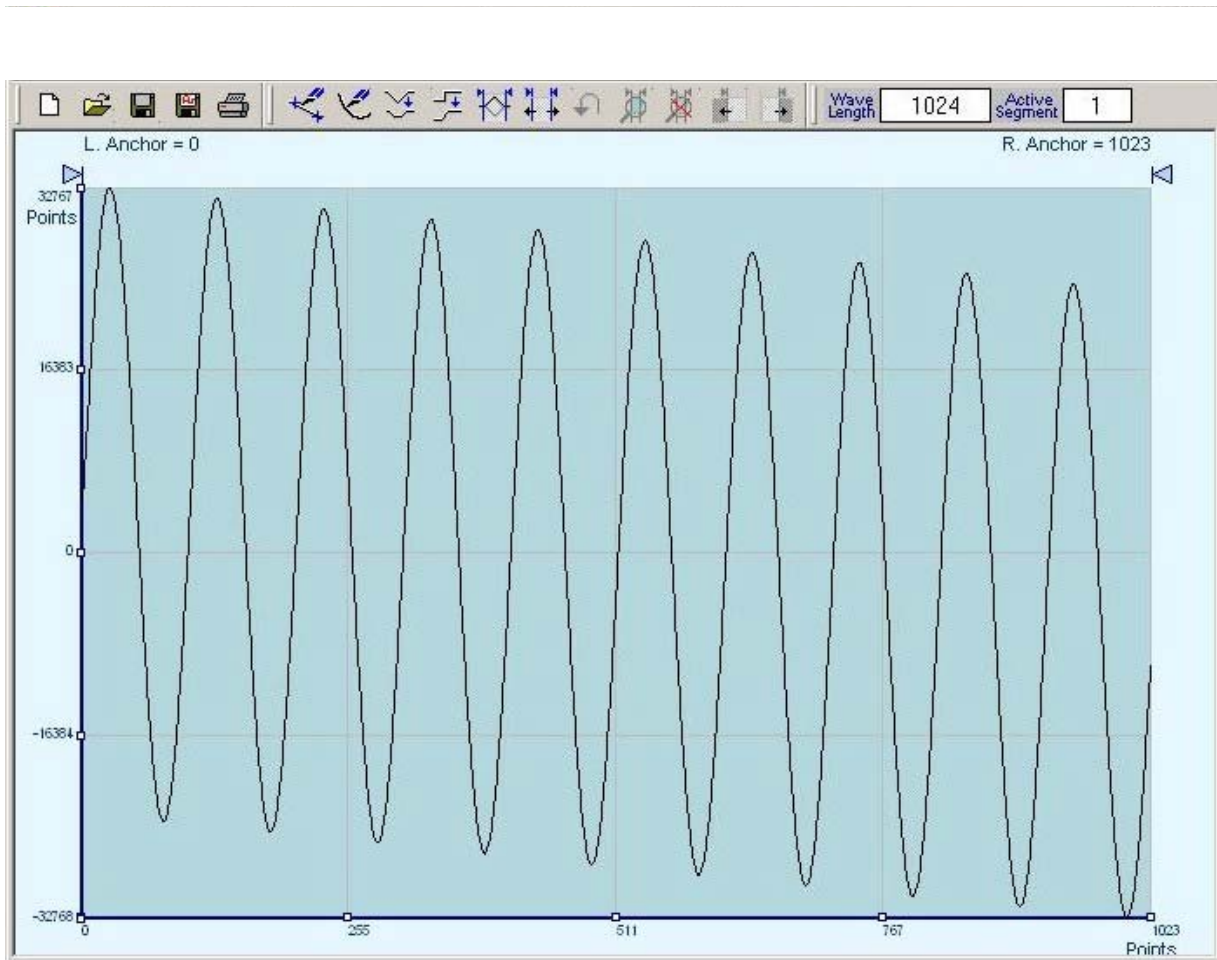 Wave Length 1024 Active Segment 1
L. Anchor = 0 R. Anchor = 1023
32767
Points
16383
0
-16384
-32768
0 255 511 767 1023
Points